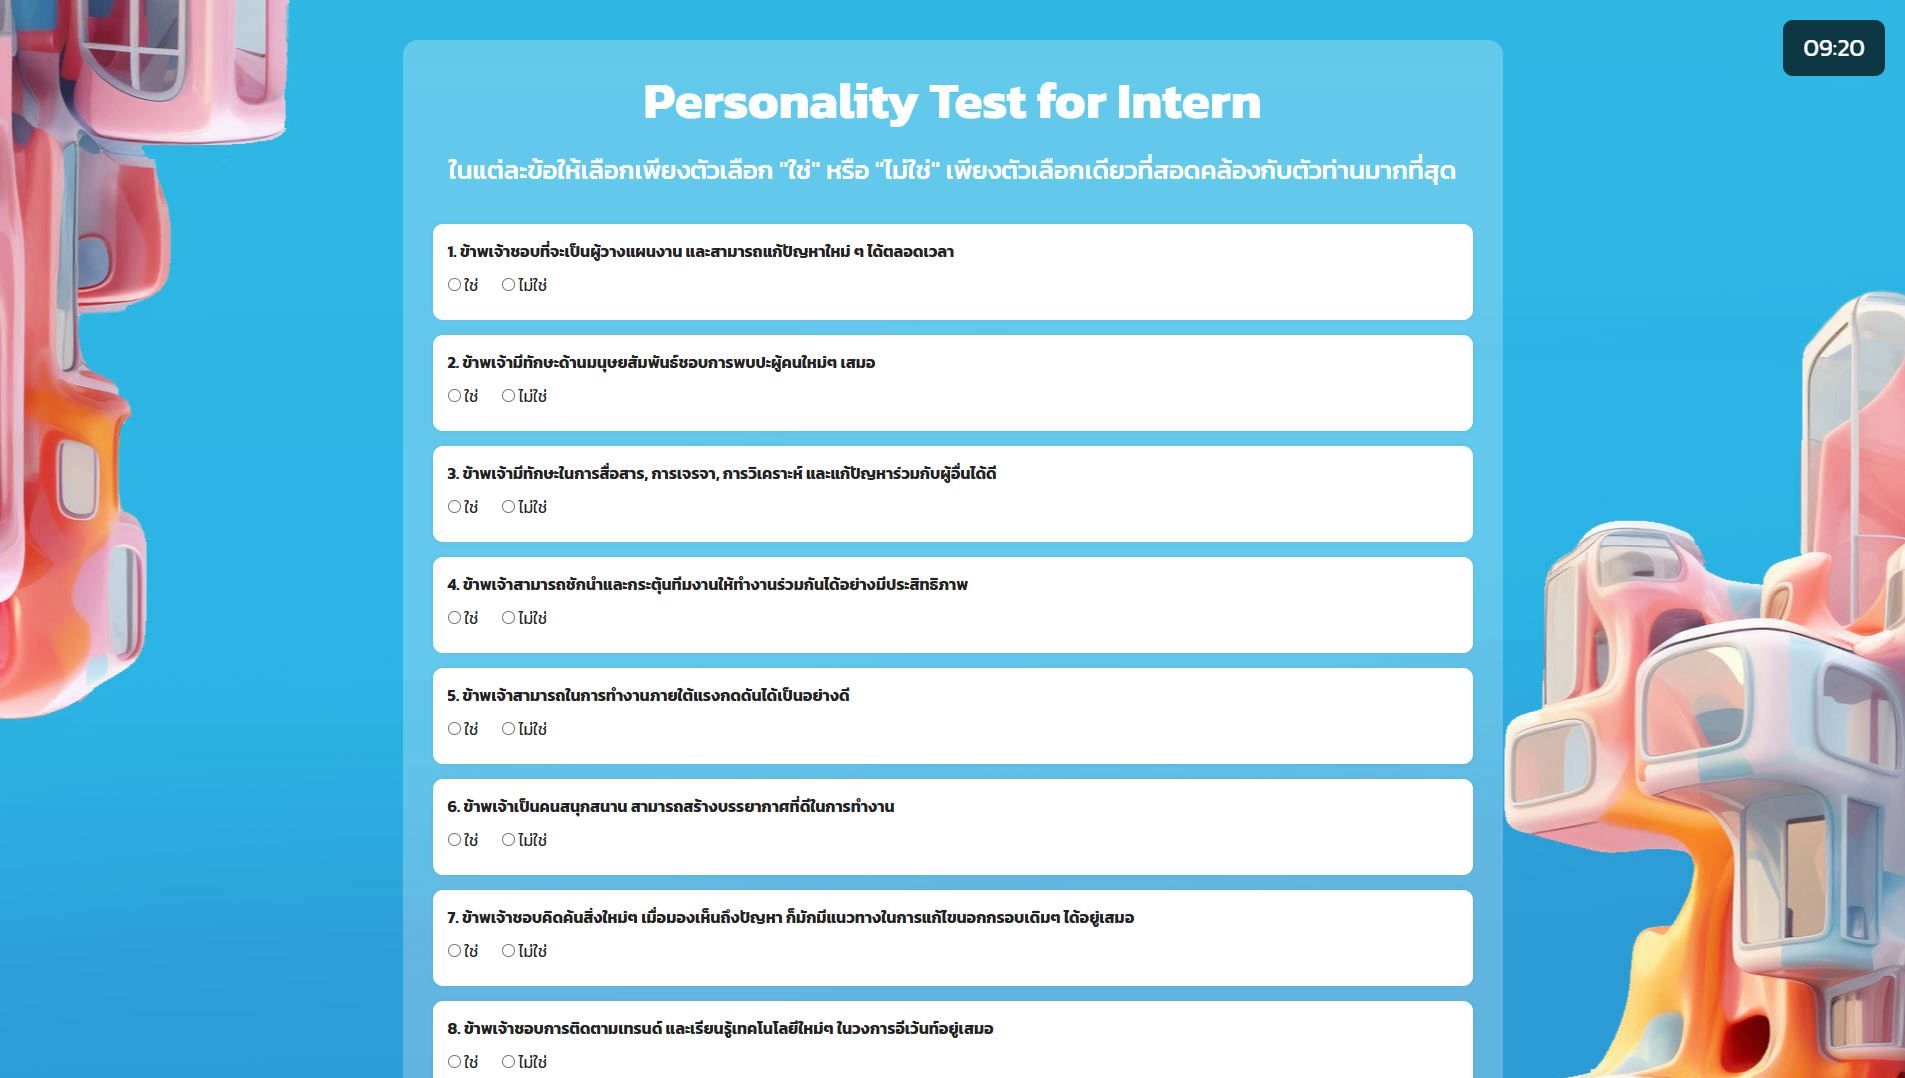 09:20
Personality Test for Intern
ในแต่ละข้อให้เลือกเพียงตัวเลือก "ใช่" หรือ "ไม่ใช่" เพียงตัวเลือกเดียวที่สอดคล้องกับตัวท่านมากที่สุด
1. ข้าพเจ้าชอบที่จะเป็นผู้วางแผนงาน และสามารถแก้ปัญหาใหม่ ๆ ได้ตลอดเวลา
ใช่ ไม่ใช่
2. ข้าพเจ้ามีทักษะด้านมนุษยสัมพันธ์ชอบการพบปะผู้คนใหม่ๆ เสมอ
ใช่ ไม่ใช่
3. ข้าพเจ้ามีทักษะในการสื่อสาร, การเจรจา, การวิเคราะห์ และแก้ปัญหาร่วมกับผู้อื่นได้ดี
ใช่ ไม่ใช่
4. ข้าพเจ้าสามารถชักนำและกระตุ้นทีมงานให้ทำงานร่วมกันได้อย่างมีประสิทธิภาพ
ใช่ ไม่ใช่
5. ข้าพเจ้าสามารถในการทำงานภายใต้แรงกดดันได้เป็นอย่างดี
ใช่ ไม่ใช่
6. ข้าพเจ้าเป็นคนสนุกสนาน สามารถสร้างบรรยากาศที่ดีในการทำงาน
ใช่ ไม่ใช่
7. ข้าพเจ้าชอบคิดค้นสิ่งใหม่ๆ เมื่อมองเห็นถึงปัญหา ก็มักมีแนวทางในการแก้ไขนอกกรอบเดิมๆ ได้อยู่เสมอ
ใช่ ไม่ใช่
8. ข้าพเจ้าชอบการติดตามเทรนด์ และเรียนรู้เทคโนโลยีใหม่ๆ ในวงการอีเว้นท์อยู่เสมอ
ใช่ ไม่ใช่